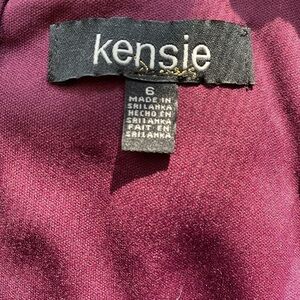 kensie
6
MADE IN
SRI LANKA
HECHO EN
SRI LANKA
FAIT EN
SRI LANKA